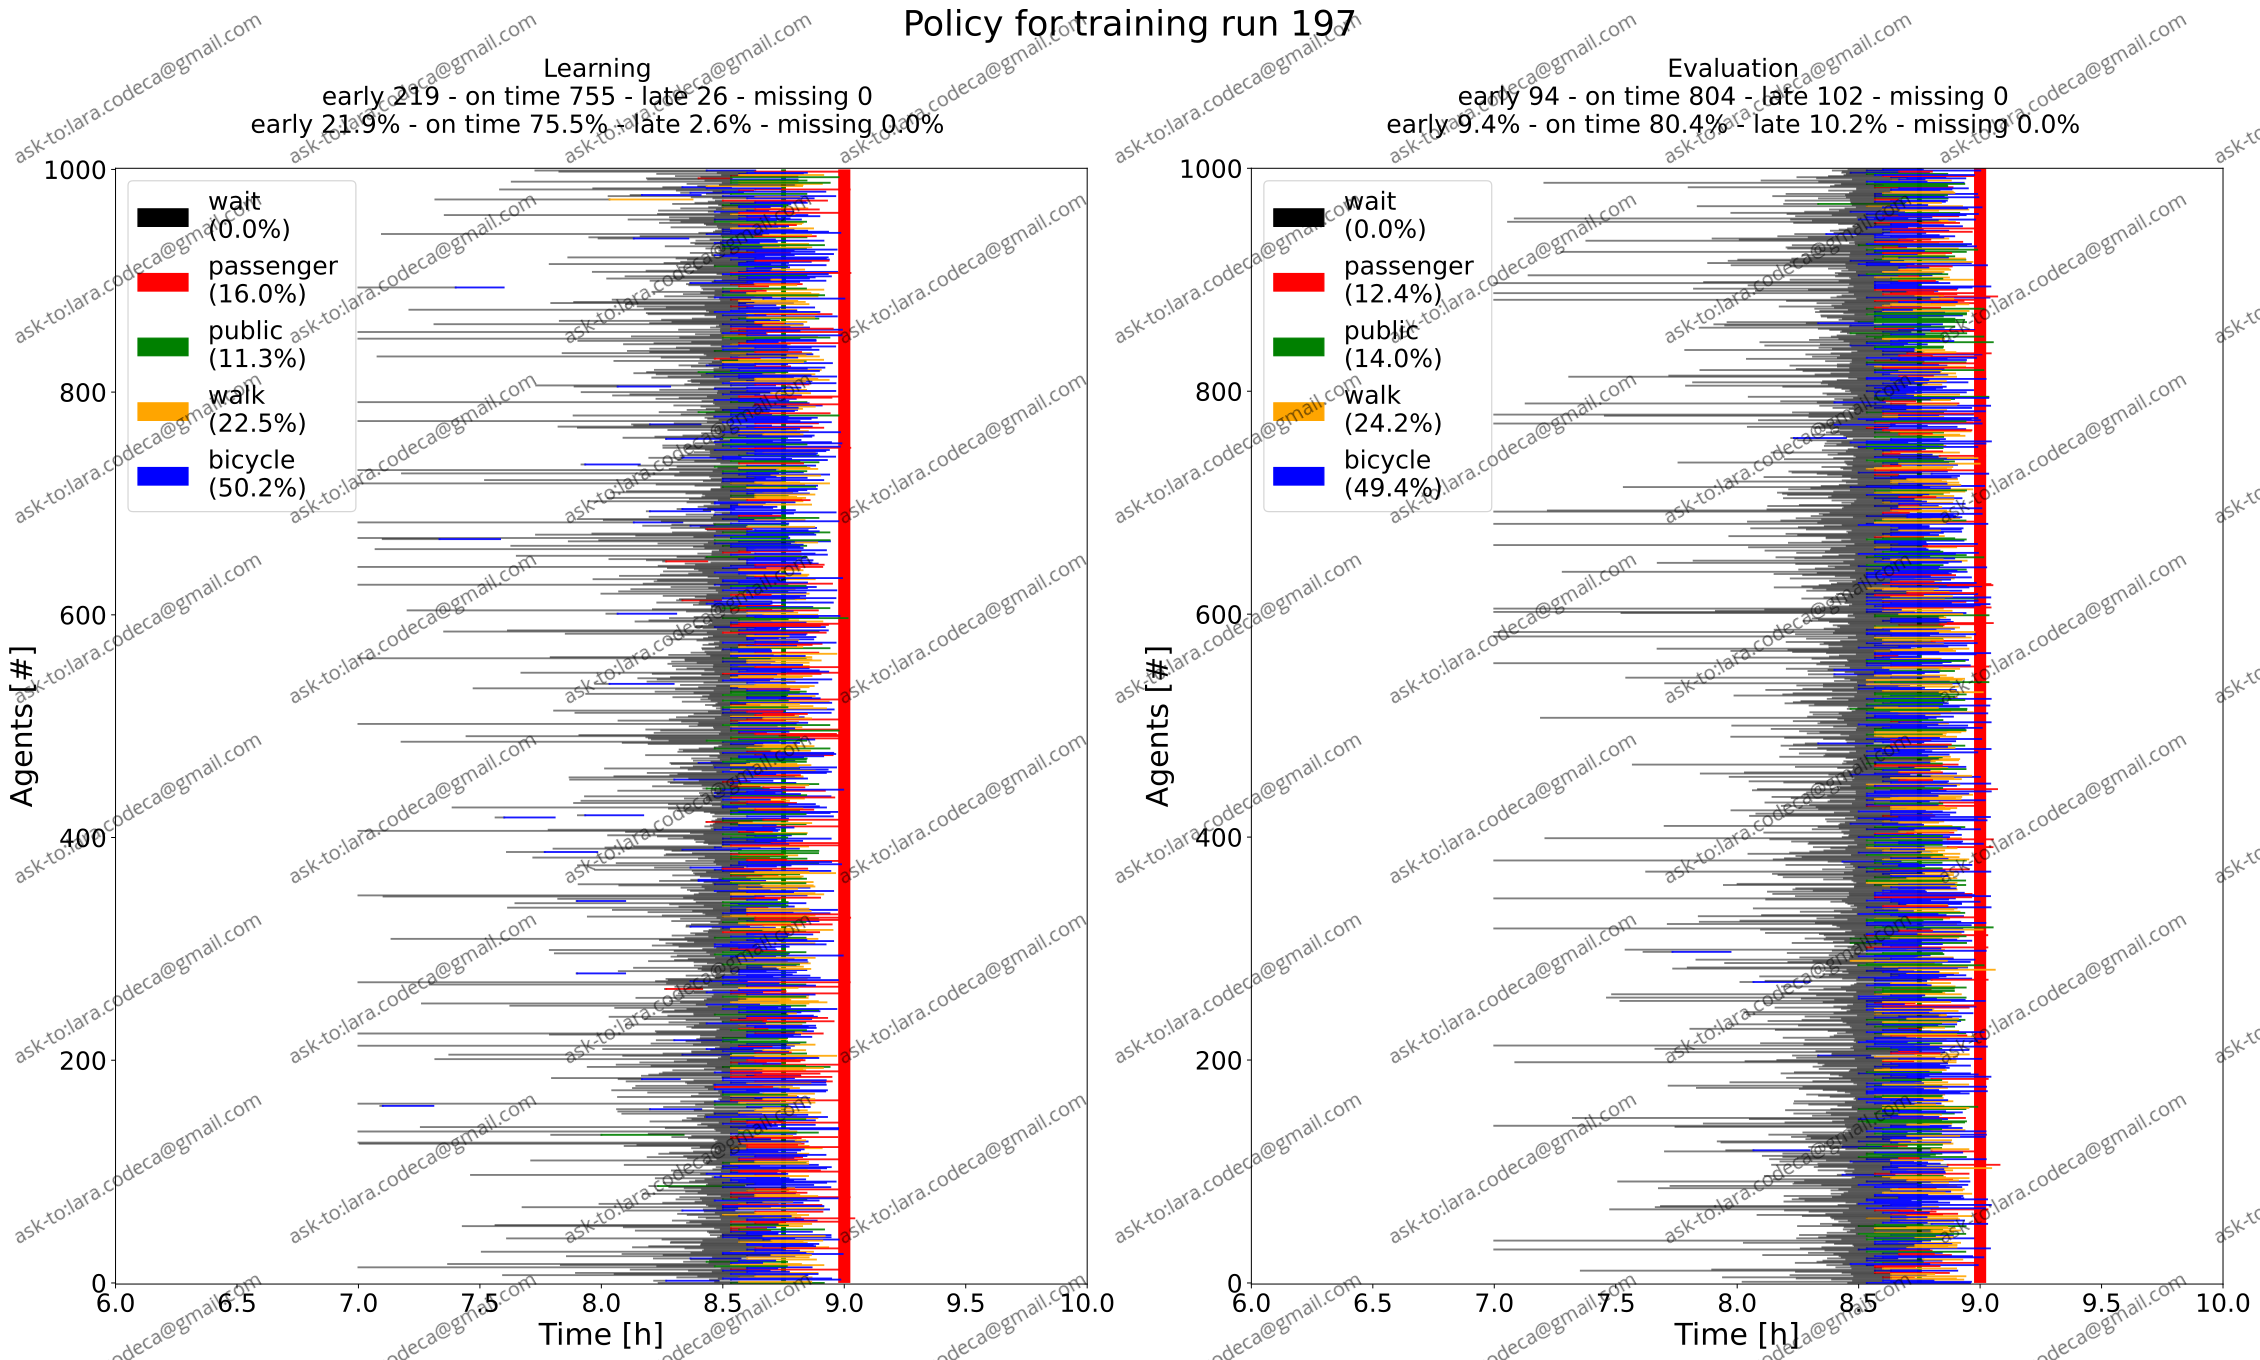 Policy for training run 197
Learning
early 219 - on time 755 - late 26 - missing 0
early 21.9% - on time 75.5% - late 2.6% - missing 0.0%
1000
800
600
400
200
0
Agents [#]
wait
(0.0%)
passenger
(16.0%)
public
(11.3%)
walk
(22.5%)
bicycle
(50.2%)
6.0 6.5 7.0 7.5 8.0 8.5 9.0 9.5 10.0
Time [h]
Evaluation
early 94 - on time 804 - late 102 - missing 0
early 9.4% - on time 80.4% - late 10.2% - missing 0.0%
1000
800
600
400
200
0
Agents [#]
wait
(0.0%)
passenger
(12.4%)
public
(14.0%)
walk
(24.2%)
bicycle
(49.4%)
6.0 6.5 7.0 7.5 8.0 8.5 9.0 9.5 10.0
Time [h]
ask-to:lara.codeca@gmail.com